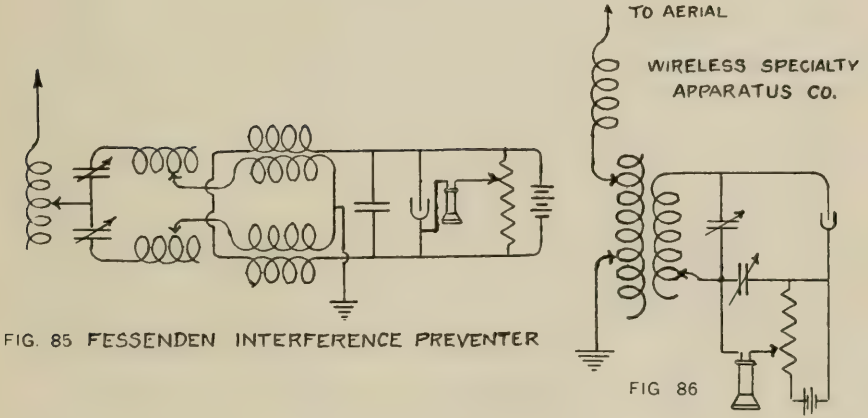 TO AERIAL
WIRELESS SPECIALTY
APPARATUS CO.
FIG. 85 FESSENDEN INTERFERENCE PREVENTER
FIG 86